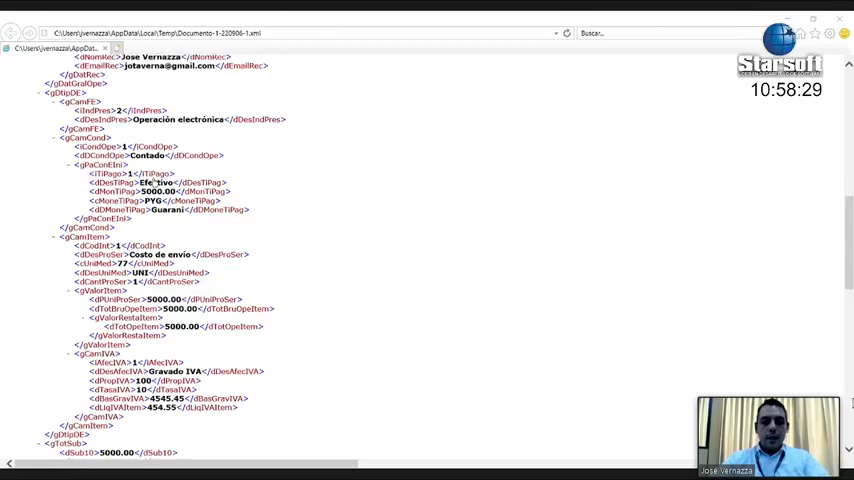 C:\Users\jvernazza\AppData\Local\Temp\Documento-1-220906-1.xml
Buscar...
C:\Users\jvernazza\AppDat...
Starsoft
10:58:29
<dNomRec>Jose Vernazza</dNomRec>
<dEmailRec>jotaverna@gmail.com</dEmailRec>
</gDatRec>
</gDatGralOpe>
- <gDtipDE>
- <gCamFE>
<iIndPres>2</iIndPres>
<dDesIndPres>Operación electrónica</dDesIndPres>
</gCamFE>
- <gCamCond>
<iCondOpe>1</iCondOpe>
<dDCondOpe>Contado</dDCondOpe>
- <gPaConEIni>
<iTiPago>1</iTiPago>
<dDesTiPag>Efectivo</dDesTiPag>
<dMonTiPag>5000.00</dMonTiPag>
<cMoneTiPag>PYG</cMoneTiPag>
<dDMoneTiPag>Guarani</dDMoneTiPag>
</gPaConEIni>
</gCamCond>
- <gCamItem>
<dCodInt>1</dCodInt>
<dDesProSer>Costo de envío</dDesProSer>
<cUniMed>77</cUniMed>
<dDesUniMed>UNI</dDesUniMed>
<dCantProSer>1</dCantProSer>
- <gValorItem>
<dPUniProSer>5000.00</dPUniProSer>
<dTotBruOpeItem>5000.00</dTotBruOpeItem>
- <gValorRestaItem>
<dTotOpeItem>5000.00</dTotOpeItem>
</gValorRestaItem>
</gValorItem>
- <gCamIVA>
<iAfecIVA>1</iAfecIVA>
<dDesAfecIVA>Gravado IVA</dDesAfecIVA>
<dPropIVA>100</dPropIVA>
<dTasaIVA>10</dTasaIVA>
<dBasGravIVA>4545.45</dBasGravIVA>
<dLiqIVAItem>454.55</dLiqIVAItem>
</gCamIVA>
</gCamItem>
</gDtipDE>
- <gTotSub>
<dSub10>5000.00</dSub10>
José Vernazza